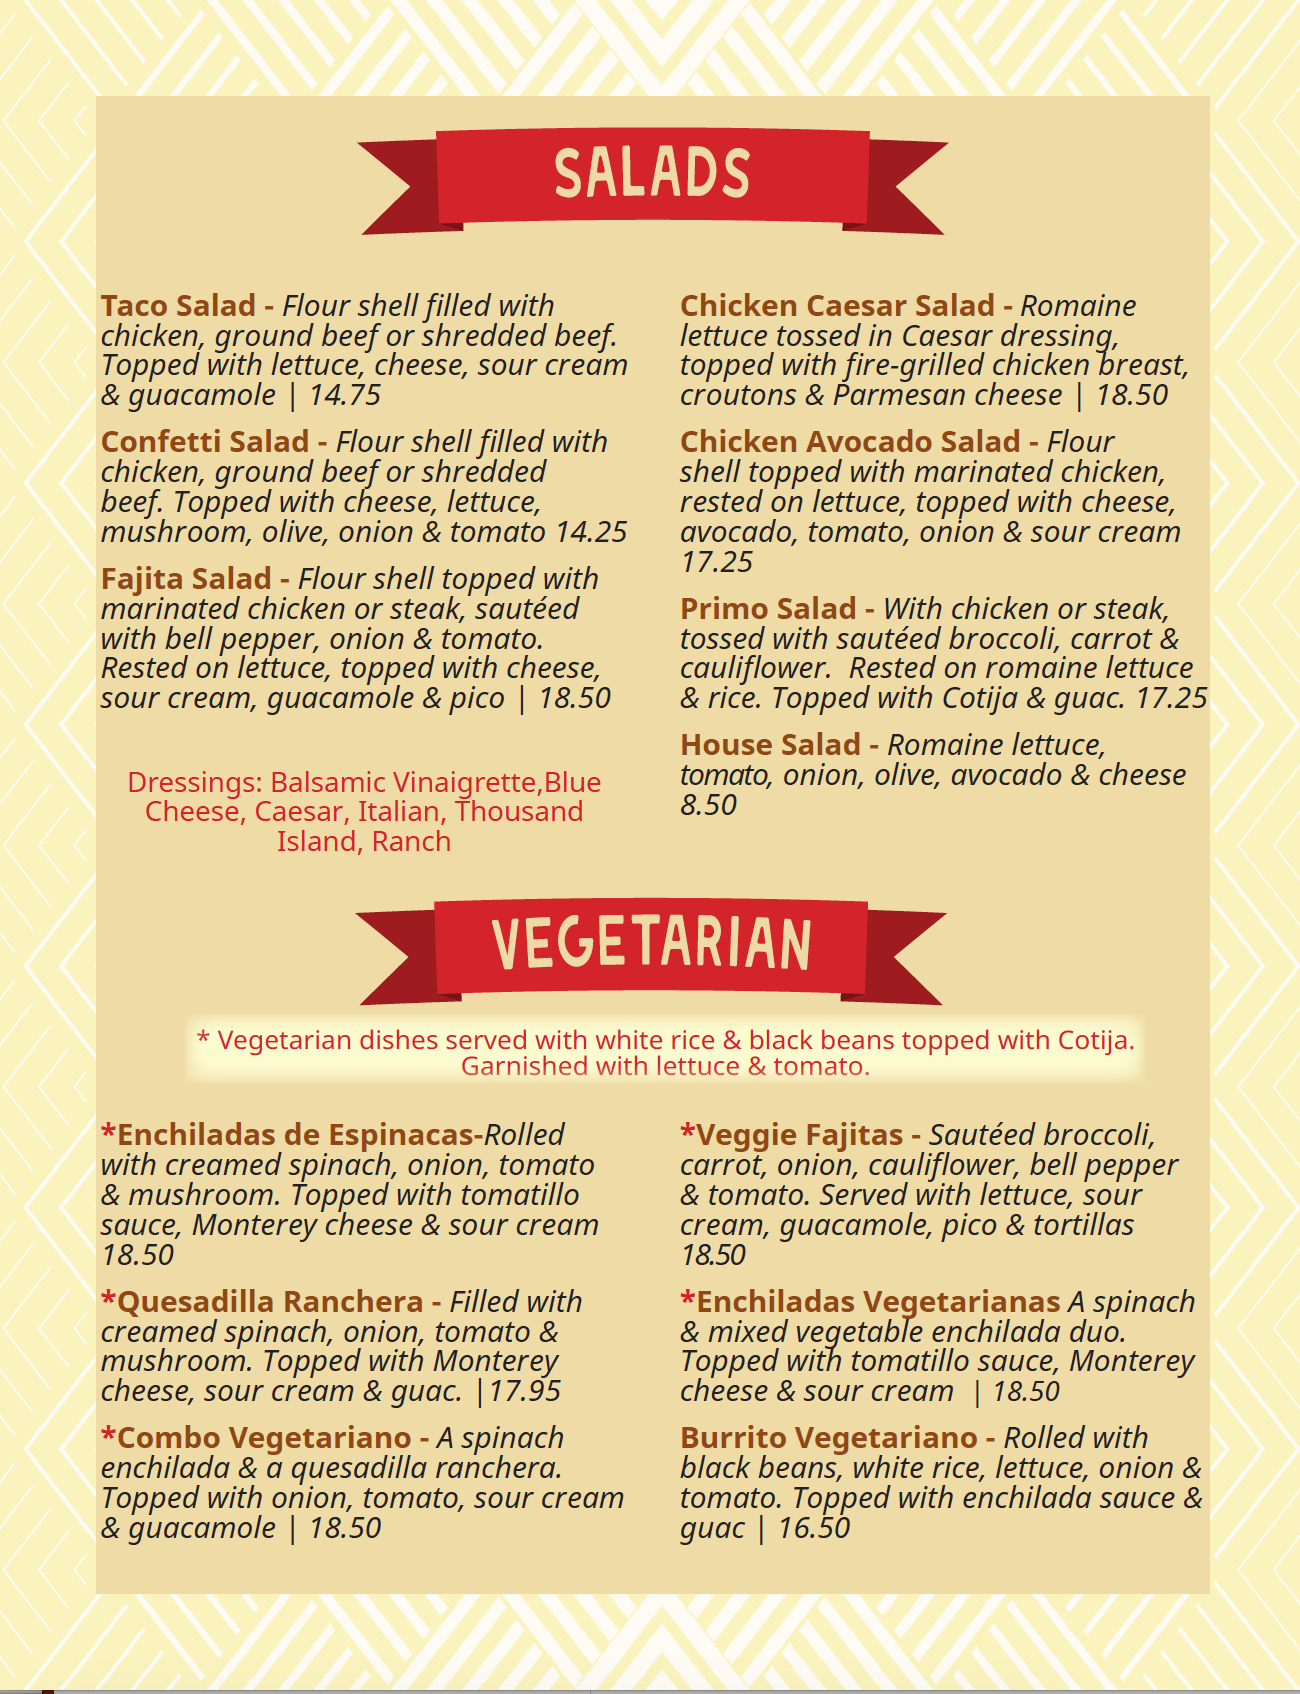 SALADS
Taco Salad - Flour shell filled with
chicken, ground beef or shredded beef.
Topped with lettuce, cheese, sour cream
& guacamole | 14.75
Confetti Salad - Flour shell filled with
chicken, ground beef or shredded
beef. Topped with cheese, lettuce,
mushroom, olive, onion & tomato 14.25
Fajita Salad - Flour shell topped with
marinated chicken or steak, sautéed
with bell pepper, onion & tomato.
Rested on lettuce, topped with cheese,
sour cream, guacamole & pico | 18.50
Dressings: Balsamic Vinaigrette,Blue
Cheese, Caesar, Italian, Thousand
Island, Ranch
Chicken Caesar Salad - Romaine
lettuce tossed in Caesar dressing,
topped with fire-grilled chicken breast,
croutons & Parmesan cheese | 18.50
Chicken Avocado Salad - Flour
shell topped with marinated chicken,
rested on lettuce, topped with cheese,
avocado, tomato, onion & sour cream
17.25
Primo Salad - With chicken or steak,
tossed with sautéed broccoli, carrot &
cauliflower.  Rested on romaine lettuce
& rice. Topped with Cotija & guac. 17.25
House Salad - Romaine lettuce,
tomato, onion, olive, avocado & cheese
8.50
VEGETARIAN
* Vegetarian dishes served with white rice & black beans topped with Cotija.
Garnished with lettuce & tomato.
*Enchiladas de Espinacas-Rolled
with creamed spinach, onion, tomato
& mushroom. Topped with tomatillo
sauce, Monterey cheese & sour cream
18.50
*Quesadilla Ranchera - Filled with
creamed spinach, onion, tomato &
mushroom. Topped with Monterey
cheese, sour cream & guac. |17.95
*Combo Vegetariano - A spinach
enchilada & a quesadilla ranchera.
Topped with onion, tomato, sour cream
& guacamole | 18.50
*Veggie Fajitas - Sautéed broccoli,
carrot, onion, cauliflower, bell pepper
& tomato. Served with lettuce, sour
cream, guacamole, pico & tortillas
18.50
*Enchiladas Vegetarianas A spinach
& mixed vegetable enchilada duo.
Topped with tomatillo sauce, Monterey
cheese & sour cream  | 18.50
Burrito Vegetariano - Rolled with
black beans, white rice, lettuce, onion &
tomato. Topped with enchilada sauce &
guac | 16.50